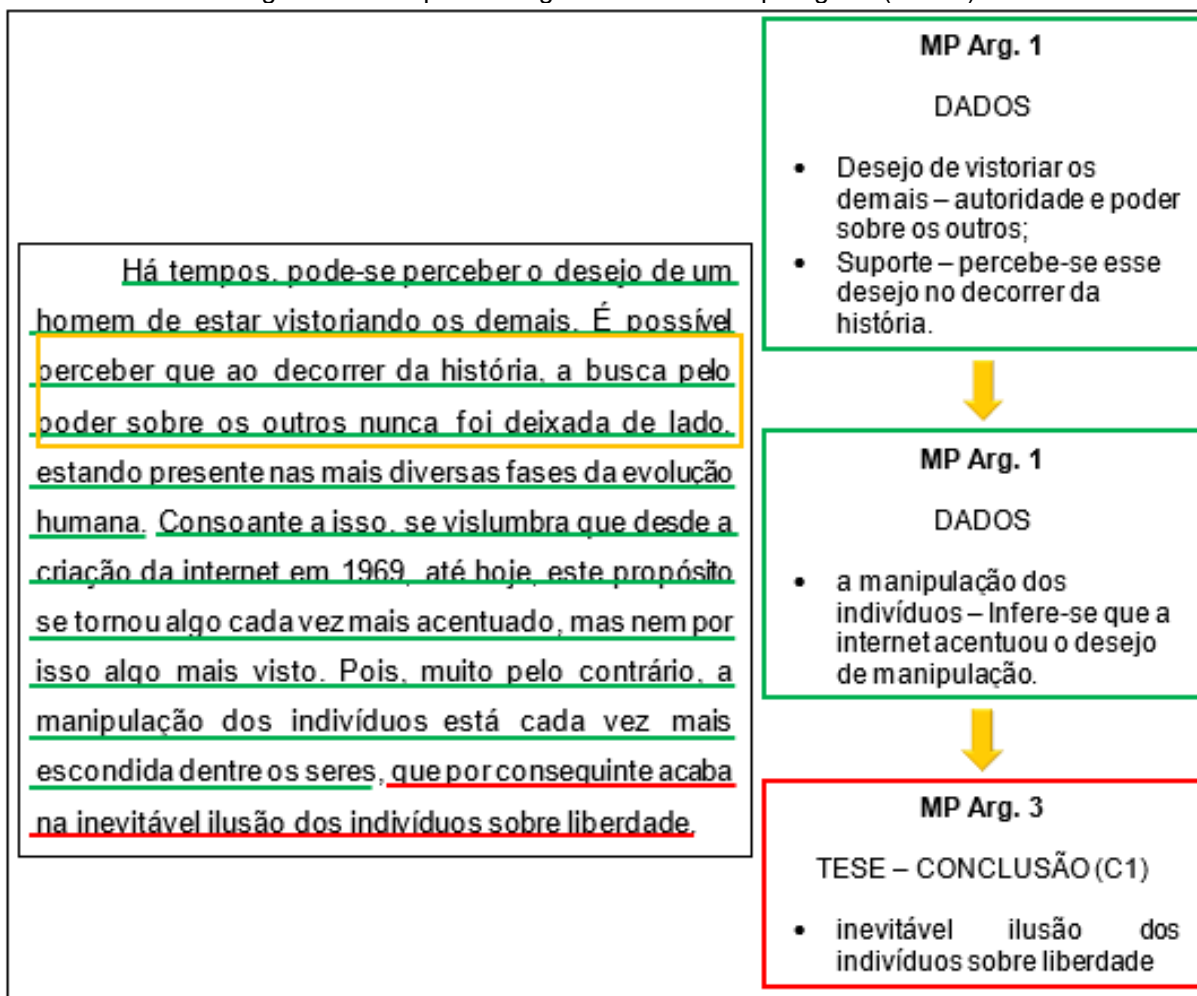 Há tempos, pode-se perceber o desejo de um
homem de estar vistoriando os demais. É possível
perceber que ao decorrer da história, a busca pelo
poder sobre os outros nunca foi deixada de lado,
estando presente nas mais diversas fases da evolução
humana. Consoante a isso, se vislumbra que desde a
criação da internet em 1969, até hoje, este propósito
se tornou algo cada vez mais acentuado, mas nem por
isso algo mais visto. Pois, muito pelo contrário, a
manipulação dos indivíduos está cada vez mais
escondida dentre os seres, que por conseguinte acaba
na inevitável ilusão dos indivíduos sobre liberdade.
MP Arg. 1
DADOS
• Desejo de vistoriar os
demais – autoridade e poder
sobre os outros;
• Suporte – percebe-se esse
desejo no decorrer da
história.
MP Arg. 1
DADOS
• a manipulação dos
indivíduos – Infere-se que a
internet acentuou o desejo
de manipulação.
MP Arg. 3
TESE – CONCLUSÃO (C1)
• inevitável ilusão dos
indivíduos sobre liberdade